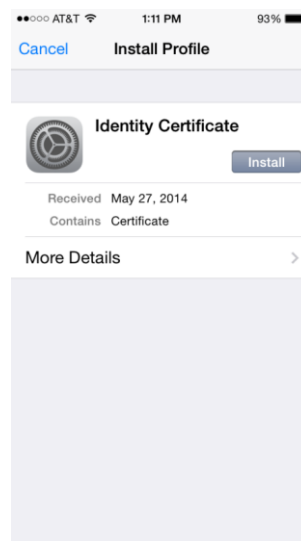 AT&T 1:11 PM 93%
Cancel Install Profile
Identity Certificate
Install
Received May 27, 2014
Contains Certificate
More Details